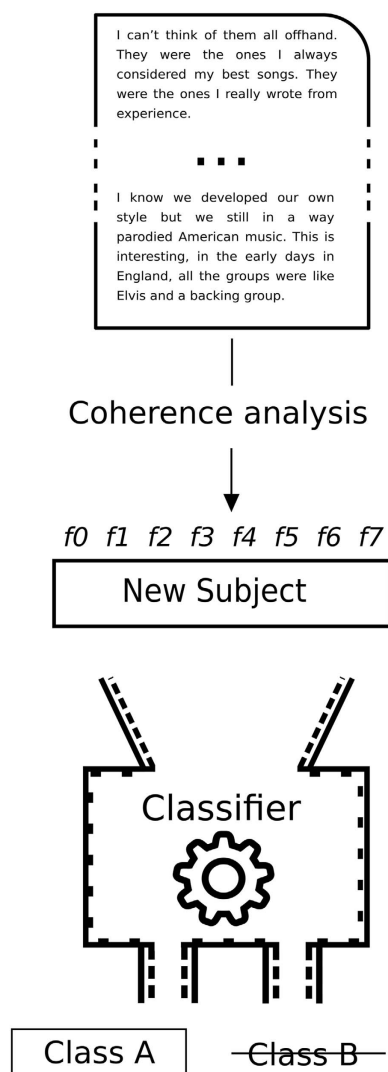 I can’t think of them all offhand.
They were the ones I always
considered my best songs. They
were the ones I really wrote from
experience.
...
I know we developed our own
style but we still in a way
parodied American music. This is
interesting, in the early days in
England, all the groups were like
Elvis and a backing group.
Coherence analysis
f0 f1 f2 f3 f4 f5 f6 f7
New Subject
Classifier
Class A Class B